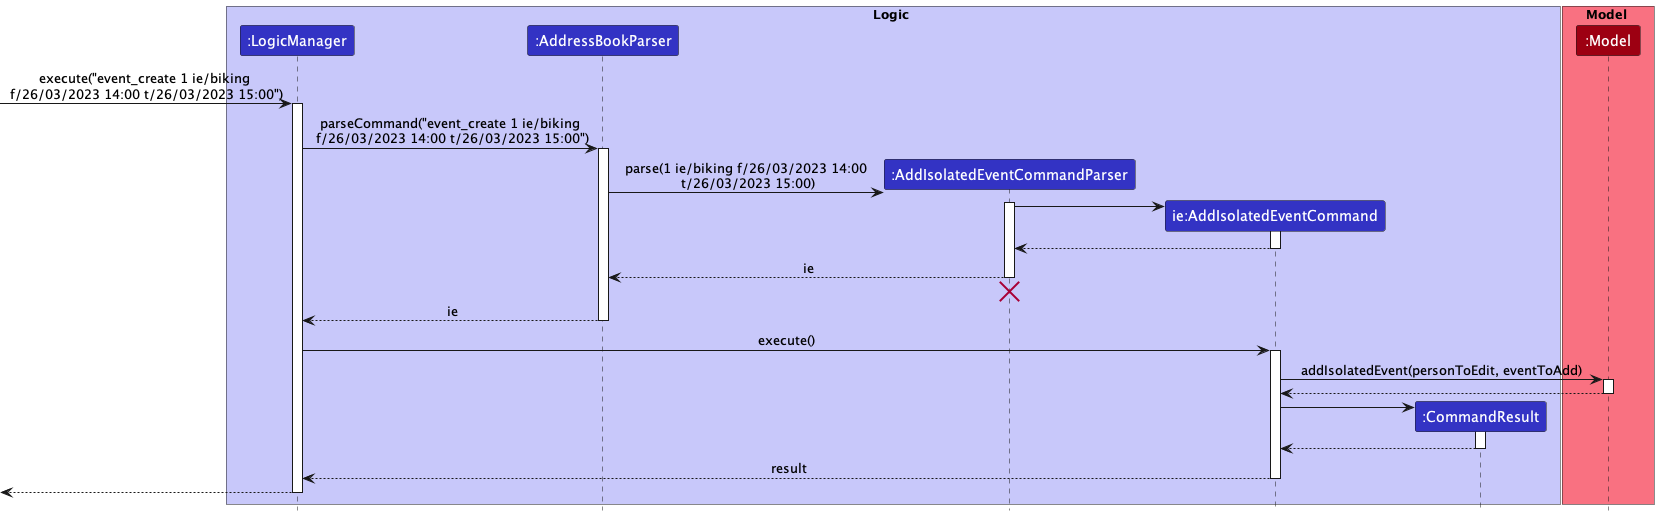 Logic
Model
:LogicManager
:AddressBookParser
:Model
execute("event_create 1 ie/biking
f/26/03/2023 14:00 t/26/03/2023 15:00")
parseCommand("event_create 1 ie/biking
f/26/03/2023 14:00 t/26/03/2023 15:00")
parse(1 ie/biking f/26/03/2023 14:00
t/26/03/2023 15:00)
:AddIsolatedEventCommandParser
ie:AddIsolatedEventCommand
ie
ie
execute()
addIsolatedEvent(personToEdit, eventToAdd)
:CommandResult
result